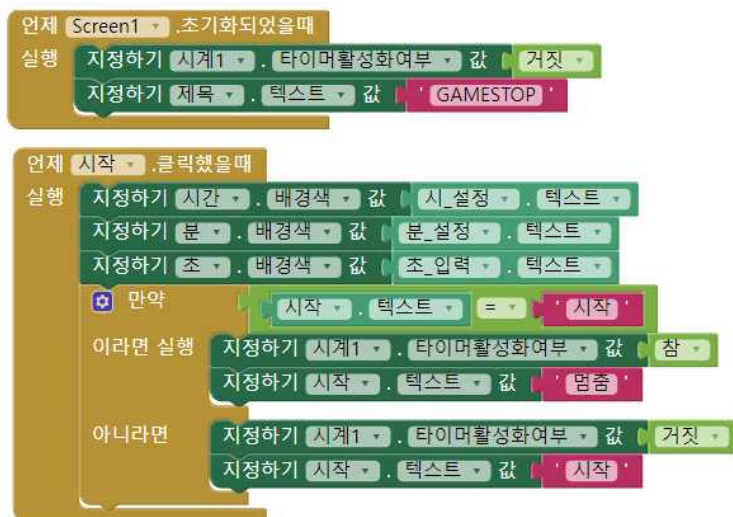 언제 Screen1 .초기화되었을때
실행 지정하기 시계1 . 타이머활성화여부 값 거짓
지정하기 제목 . 텍스트 값 ' GAMESTOP '
언제 시작 .클릭했을때
실행 지정하기 시간 . 배경색 값 시_설정 . 텍스트
지정하기 분 . 배경색 값 분_설정 . 텍스트
지정하기 초 . 배경색 값 초_입력 . 텍스트
만약 시작 . 텍스트 = ' 시작 '
이라면 실행 지정하기 시계1 . 타이머활성화여부 값 참
지정하기 시작 . 텍스트 값 ' 멈춤 '
아니라면 지정하기 시계1 . 타이머활성화여부 값 거짓
지정하기 시작 . 텍스트 값 ' 시작 '